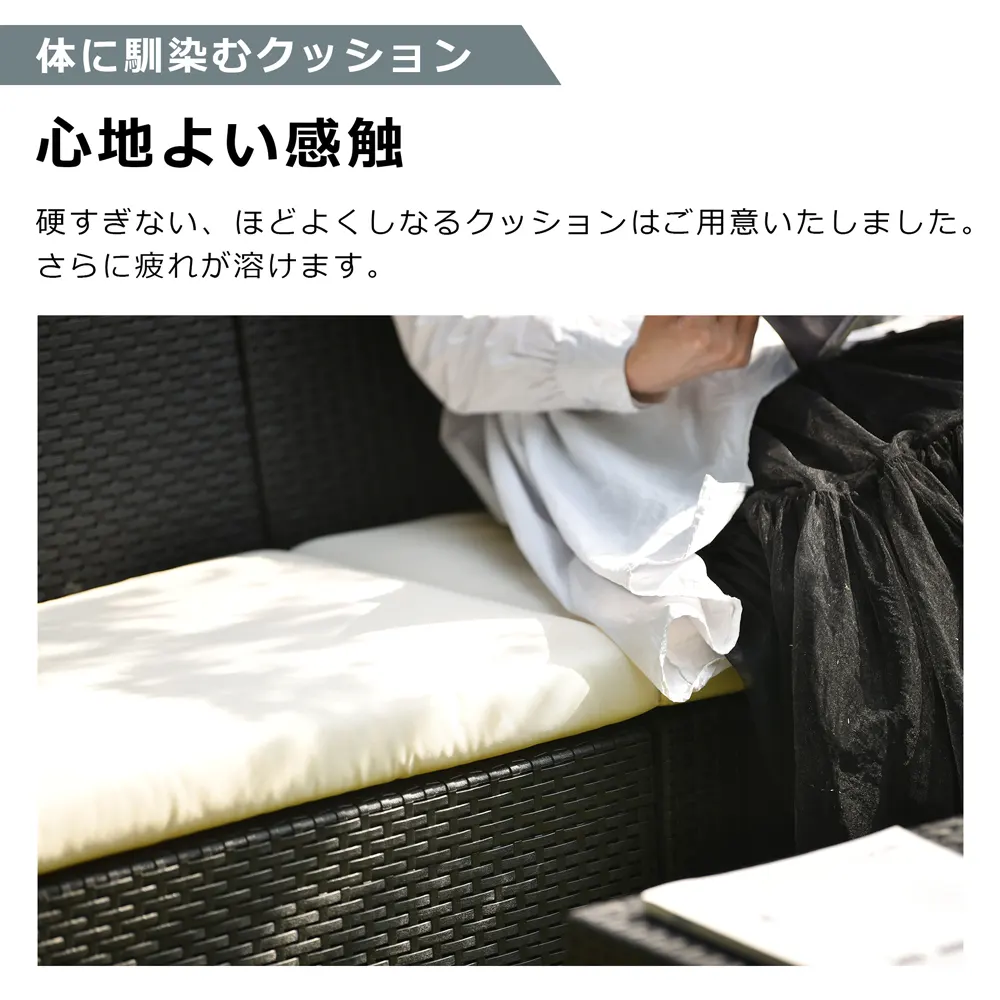 体に馴染むクッション
心地よい感触
硬すぎない、ほどよくしなるクッションはご用意いたしました。
さらに疲れが溶けます。